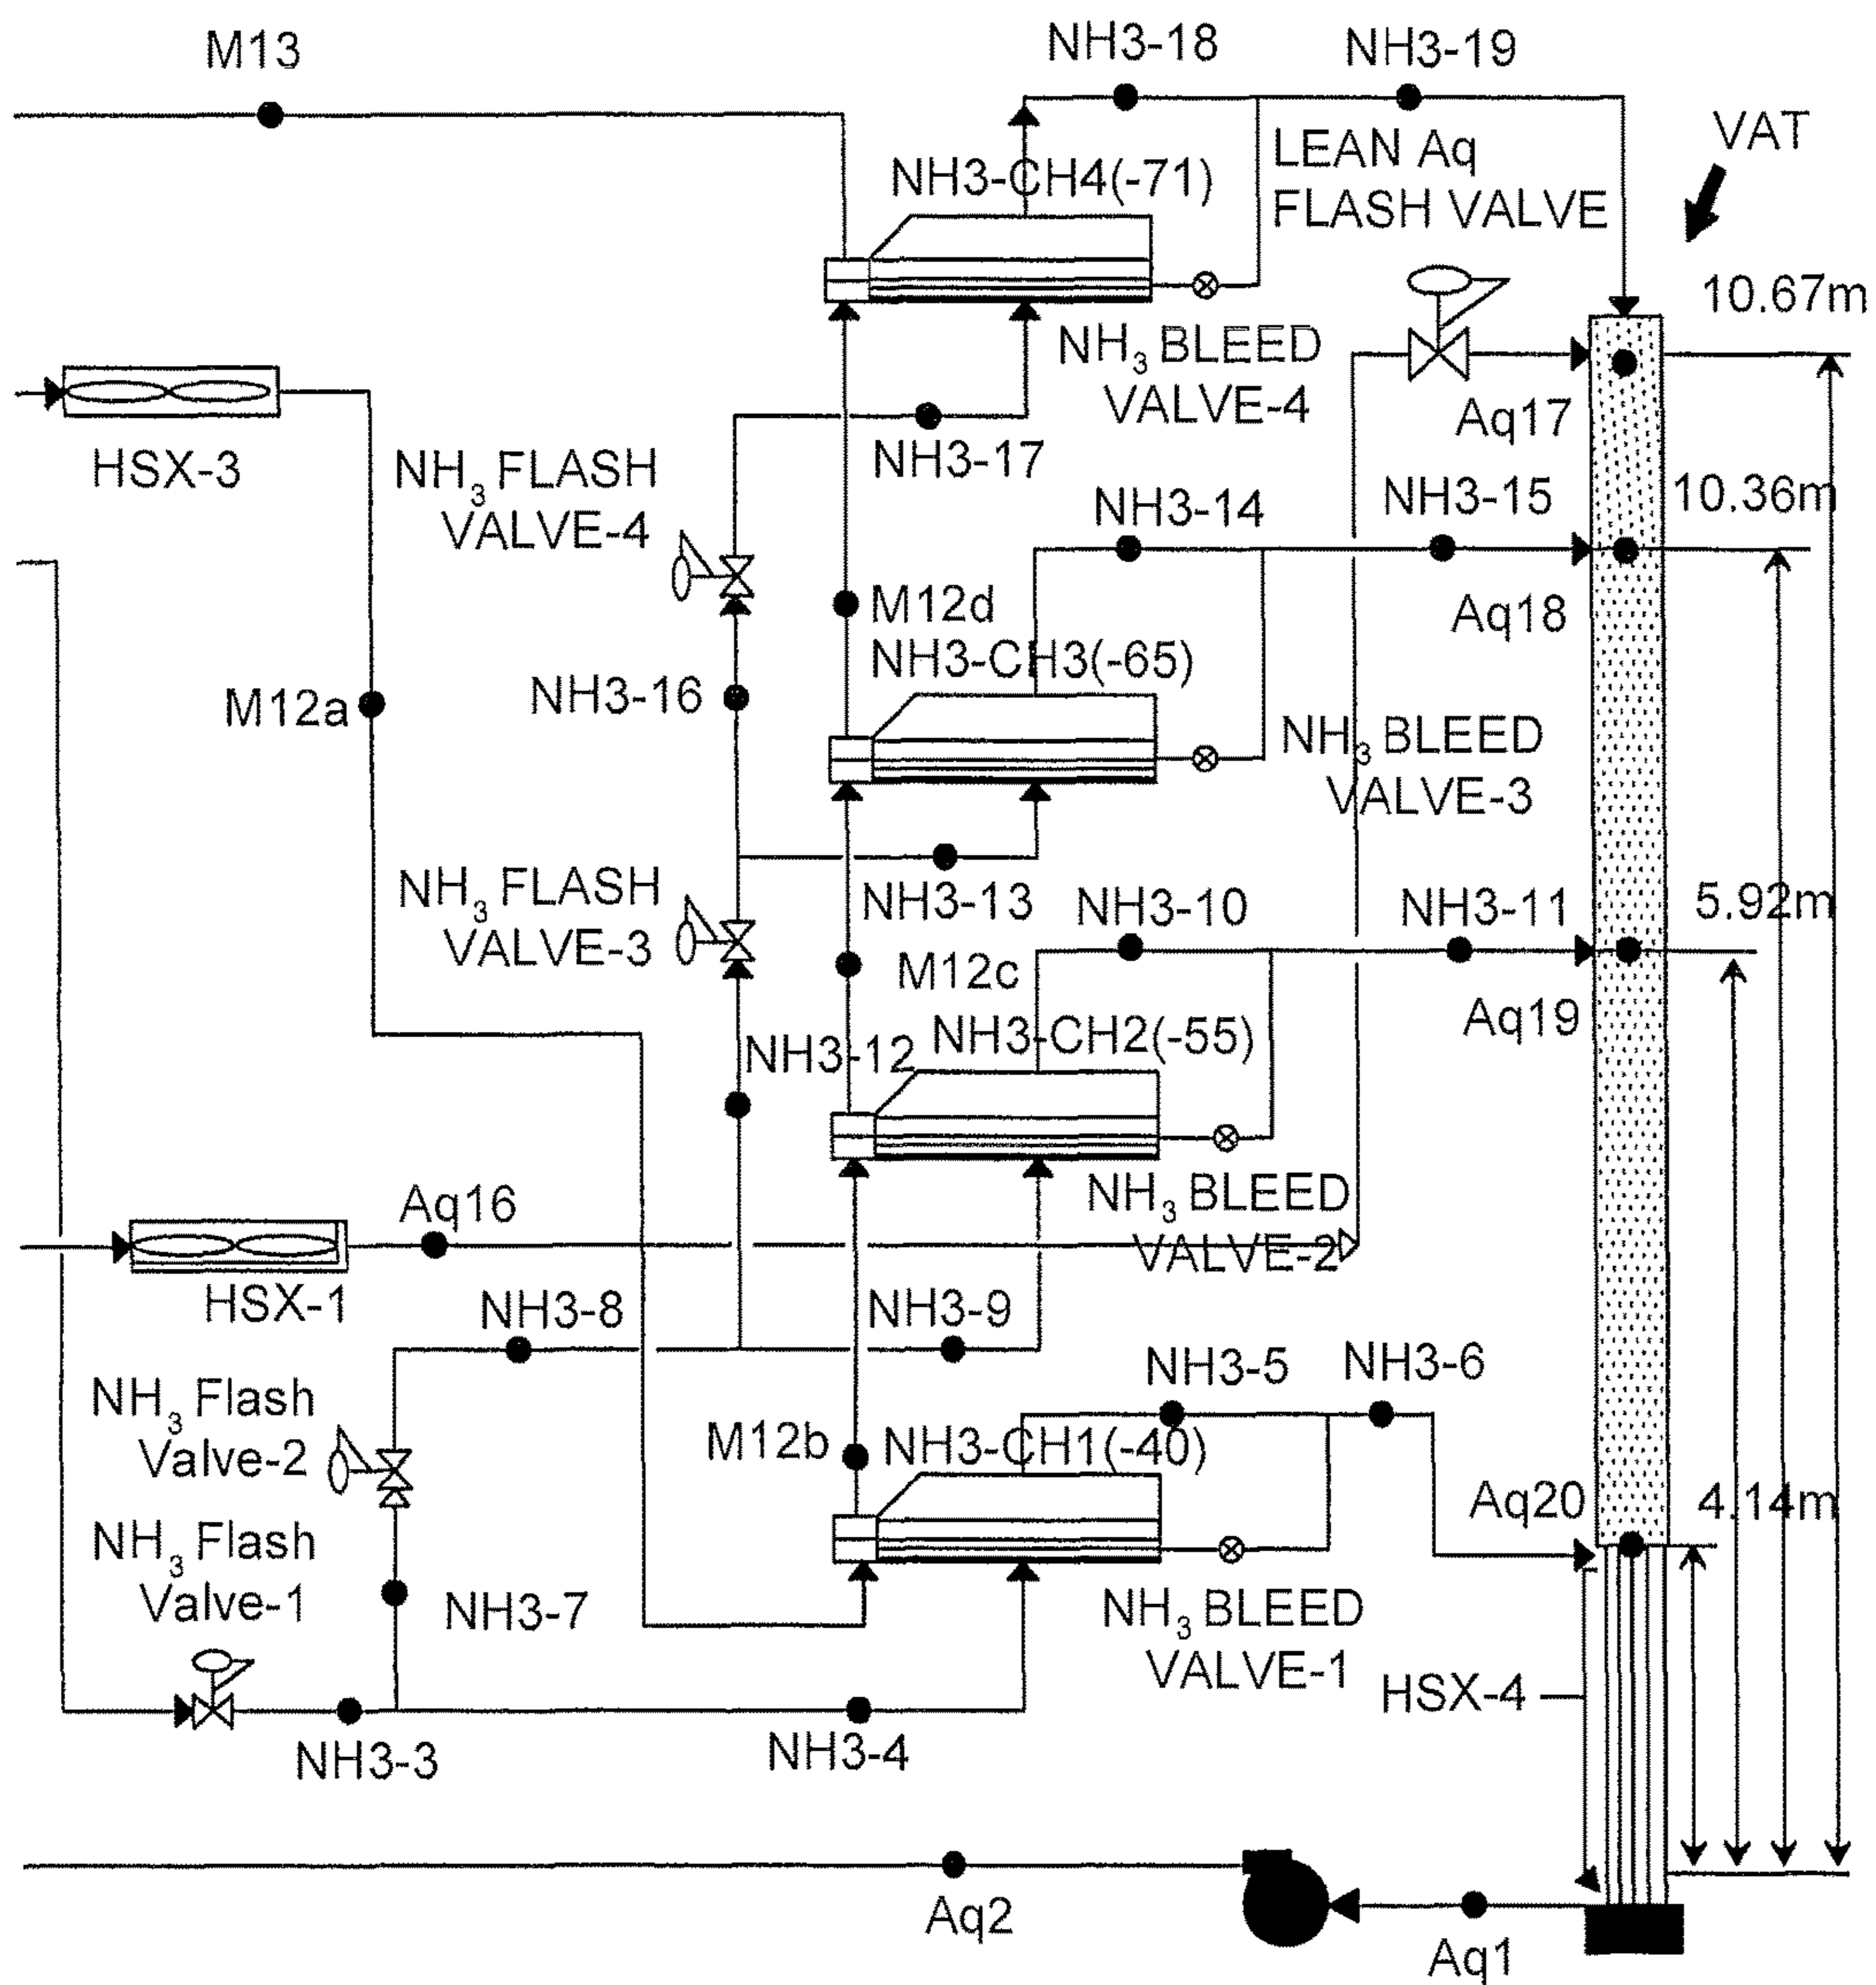 M13
NH3-18
NH3-19
VAT
LEAN Aq
FLASH VALVE
NH3-CH4(-71)
10.67m
NH3 BLEED
VALVE-4
Aq17
HSX-3
NH3 FLASH
VALVE-4
NH3-17
NH3-14
NH3-15
10.36m
M12d
Aq18
NH3-CH3(-65)
NH3-16
M12a
NH3 BLEED
VALVE-3
NH3 FLASH
VALVE-3
NH3-13
NH3-10
NH3-11
5.92m
M12c
Aq19
NH3-12
NH3-CH2(-55)
Aq16
NH3 BLEED
VALVE-2
HSX-1
NH3-8
NH3-9
NH3-5
NH3-6
NH3 Flash
Valve-2
M12b
NH3-CH1(-40)
Aq20
4.14m
NH3 Flash
Valve-1
NH3-7
NH3 BLEED
VALVE-1
HSX-4
NH3-3
NH3-4
Aq2
Aq1